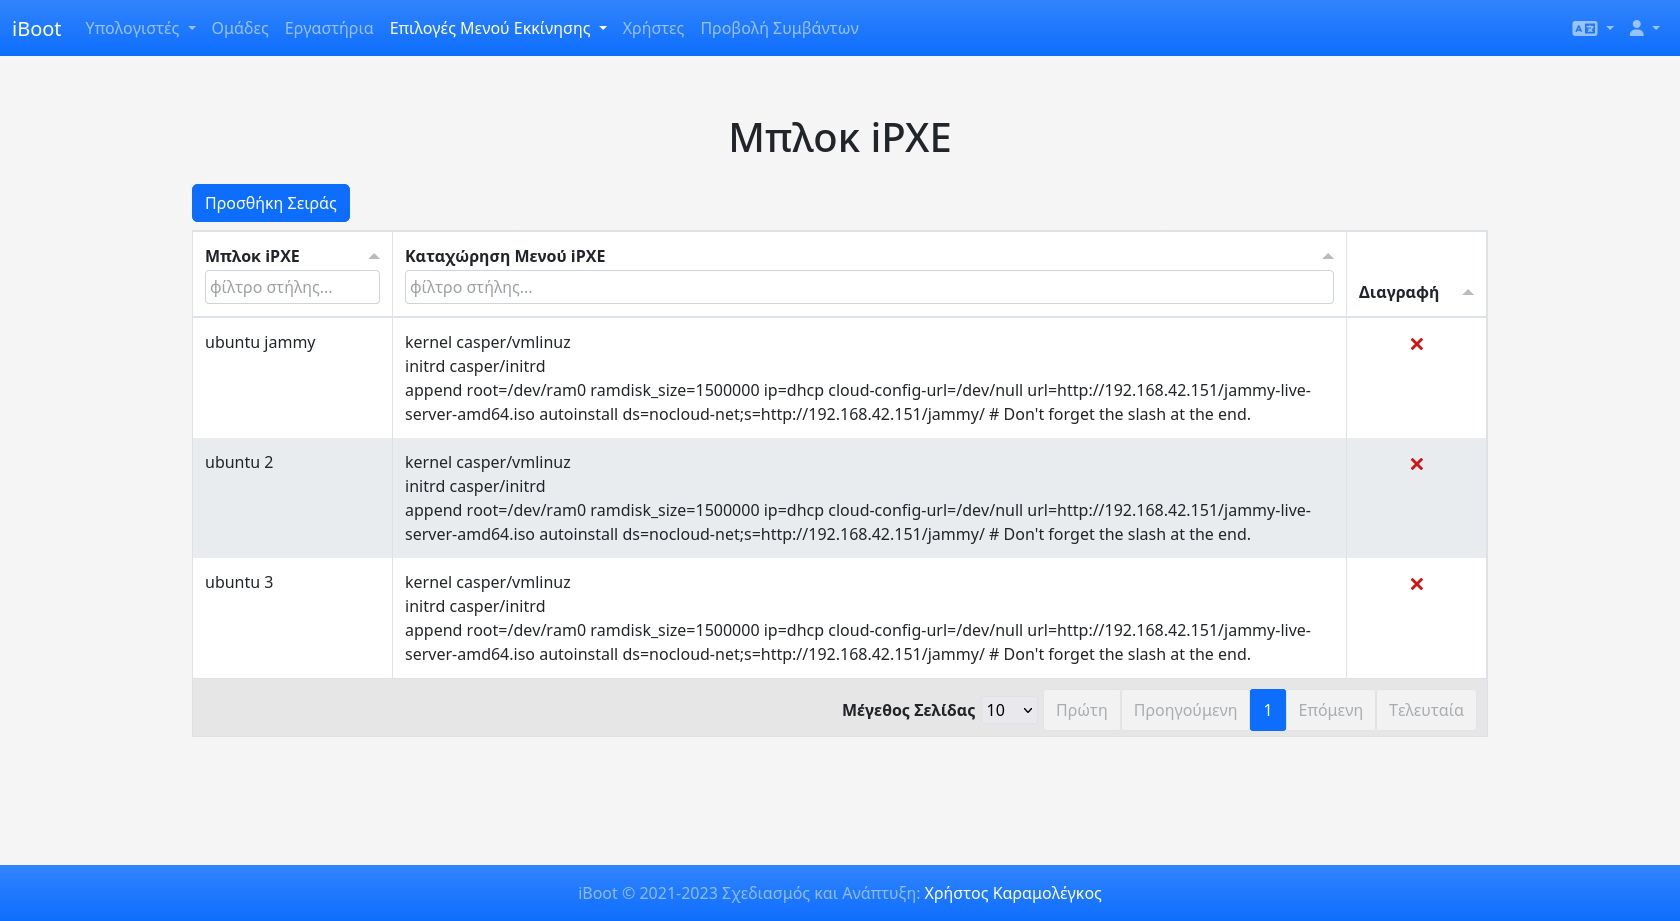 iBoot Υπολογιστές Ομάδες Εργαστήρια Επιλογές Μενού Εκκίνησης Χρήστες Προβολή Συμβάντων
Μπλοκ iPXE
Προσθήκη Σειράς
Μπλοκ iPXE Καταχώρηση Μενού iPXE
φίλτρο στήλης... φίλτρο στήλης... Διαγραφή
ubuntu jammy kernel casper/vmlinuz
initrd casper/initrd
append root=/dev/ram0 ramdisk_size=1500000 ip=dhcp cloud-config-url=/dev/null url=http://192.168.42.151/jammy-live-
server-amd64.iso autoinstall ds=nocloud-net;s=http://192.168.42.151/jammy/ # Don't forget the slash at the end.
ubuntu 2 kernel casper/vmlinuz
initrd casper/initrd
append root=/dev/ram0 ramdisk_size=1500000 ip=dhcp cloud-config-url=/dev/null url=http://192.168.42.151/jammy-live-
server-amd64.iso autoinstall ds=nocloud-net;s=http://192.168.42.151/jammy/ # Don't forget the slash at the end.
ubuntu 3 kernel casper/vmlinuz
initrd casper/initrd
append root=/dev/ram0 ramdisk_size=1500000 ip=dhcp cloud-config-url=/dev/null url=http://192.168.42.151/jammy-live-
server-amd64.iso autoinstall ds=nocloud-net;s=http://192.168.42.151/jammy/ # Don't forget the slash at the end.
Μέγεθος Σελίδας 10 Πρώτη Προηγούμενη 1 Επόμενη Τελευταία
iBoot © 2021-2023 Σχεδιασμός και Ανάπτυξη: Χρήστος Καραμολέγκος